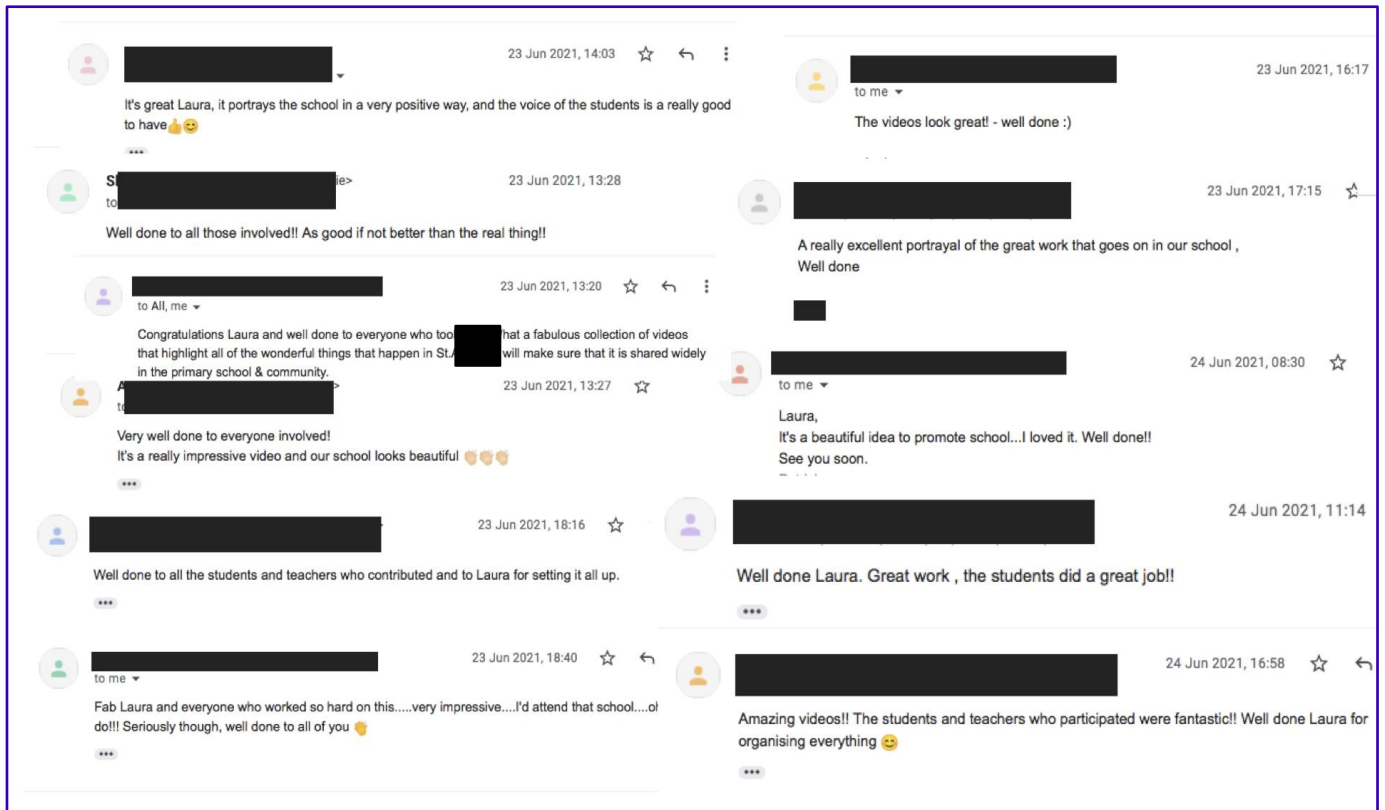 23 Jun 2021, 14:03
It's great Laura, it portrays the school in a very positive way, and the voice of the students is a really good
to have👍😊
ie>
23 Jun 2021, 13:28
to
Well done to all those involved!! As good if not better than the real thing!!
23 Jun 2021, 13:20
to All, me
Congratulations Laura and well done to everyone who too hat a fabulous collection of videos
that highlight all of the wonderful things that happen in St. will make sure that it is shared widely
in the primary school & community.
A
23 Jun 2021, 13:27
Very well done to everyone involved!
It's a really impressive video and our school looks beautiful 👏👏👏
23 Jun 2021, 18:16
Well done to all the students and teachers who contributed and to Laura for setting it all up.
23 Jun 2021, 18:40
to me
Fab Laura and everyone who worked so hard on this.....very impressive....I'd attend that school....oh
do!!! Seriously though, well done to all of you 👏
23 Jun 2021, 16:17
to me
The videos look great! - well done :)
23 Jun 2021, 17:15
A really excellent portrayal of the great work that goes on in our school ,
Well done
24 Jun 2021, 08:30
to me
Laura,
It's a beautiful idea to promote school...I loved it. Well done!!
See you soon.
24 Jun 2021, 11:14
Well done Laura. Great work , the students did a great job!!
24 Jun 2021, 16:58
Amazing videos!! The students and teachers who participated were fantastic!! Well done Laura for
organising everything 😊